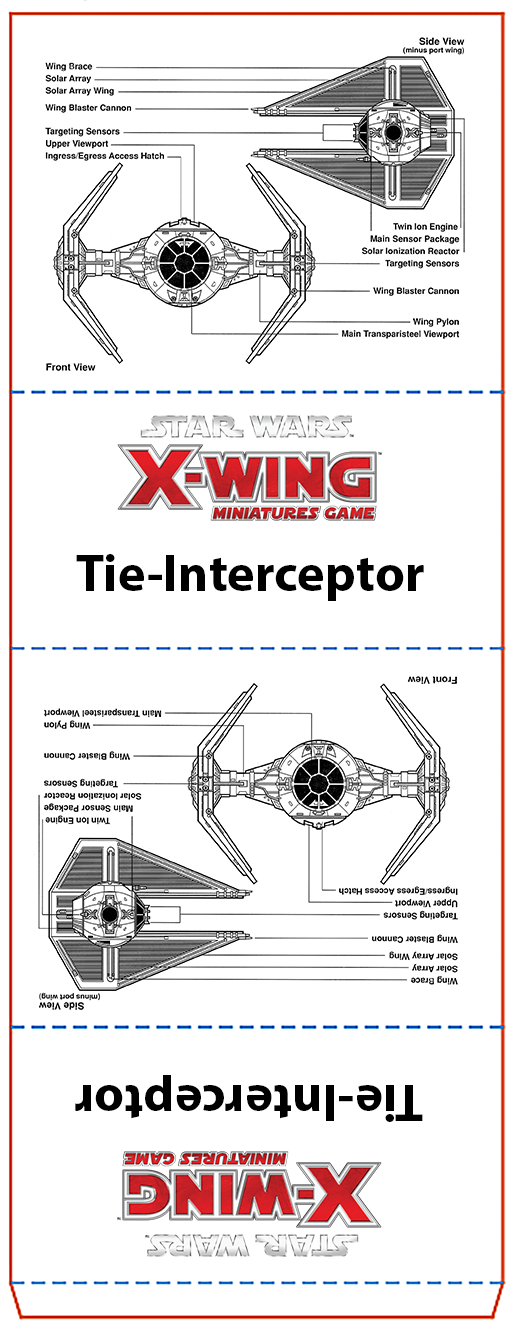 Side View
(minus port wing)
Wing Brace
Solar Array
Solar Array Wing
Wing Blaster Cannon
Targeting Sensors
Upper Viewport
Ingress/Egress Access Hatch
Twin Ion Engine
Main Sensor Package
Solar Ionization Reactor
Targeting Sensors
Wing Blaster Cannon
Wing Pylon
Main Transparisteel Viewport
Front View
STAR WARS
X-WING
MINIATURES GAME
Tie-Interceptor
Front View
Main Transparisteel Viewport
Wing Pylon
Wing Blaster Cannon
Targeting Sensors
Solar Ionization Reactor
Main Sensor Package
Twin Ion Engine
Ingress/Egress Access Hatch
Upper Viewport
Targeting Sensors
Wing Blaster Cannon
Solar Array Wing
Solar Array
Wing Brace
(minus port wing)
Side View
Tie-Interceptor
MINIATURES GAME
X-WING
STAR WARS